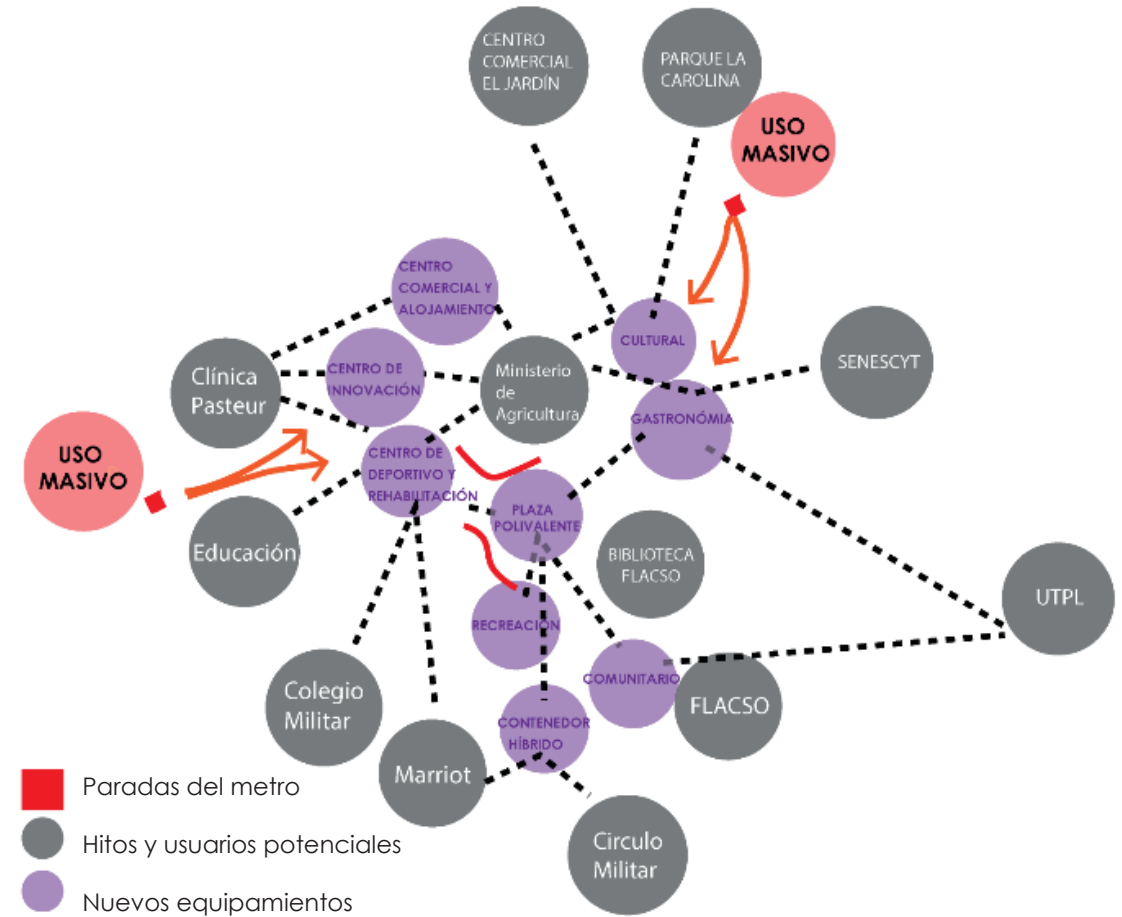 CENTRO
COMERCIAL
EL JARDÍN
PARQUE LA
CAROLINA
USO
MASIVO
CENTRO
COMERCIAL Y
ALOJAMIENTO
CULTURAL
SENESCYT
Clínica
Pasteur
CENTRO DE
INNOVACIÓN
Ministerio
de
Agricultura
GASTRONÓMIA
USO
MASIVO
CENTRO DE
DEPORTIVO Y
REHABILITACIÓN
PLAZA
POLIVALENTE
Educación
BIBLIOTECA
FLACSO
UTPL
RECREACIÓN
COMUNITARIO
FLACSO
Colegio
Militar
CONTENEDOR
HÍBRIDO
Marriot
Circulo
Militar
Paradas del metro
Hitos y usuarios potenciales
Nuevos equipamientos